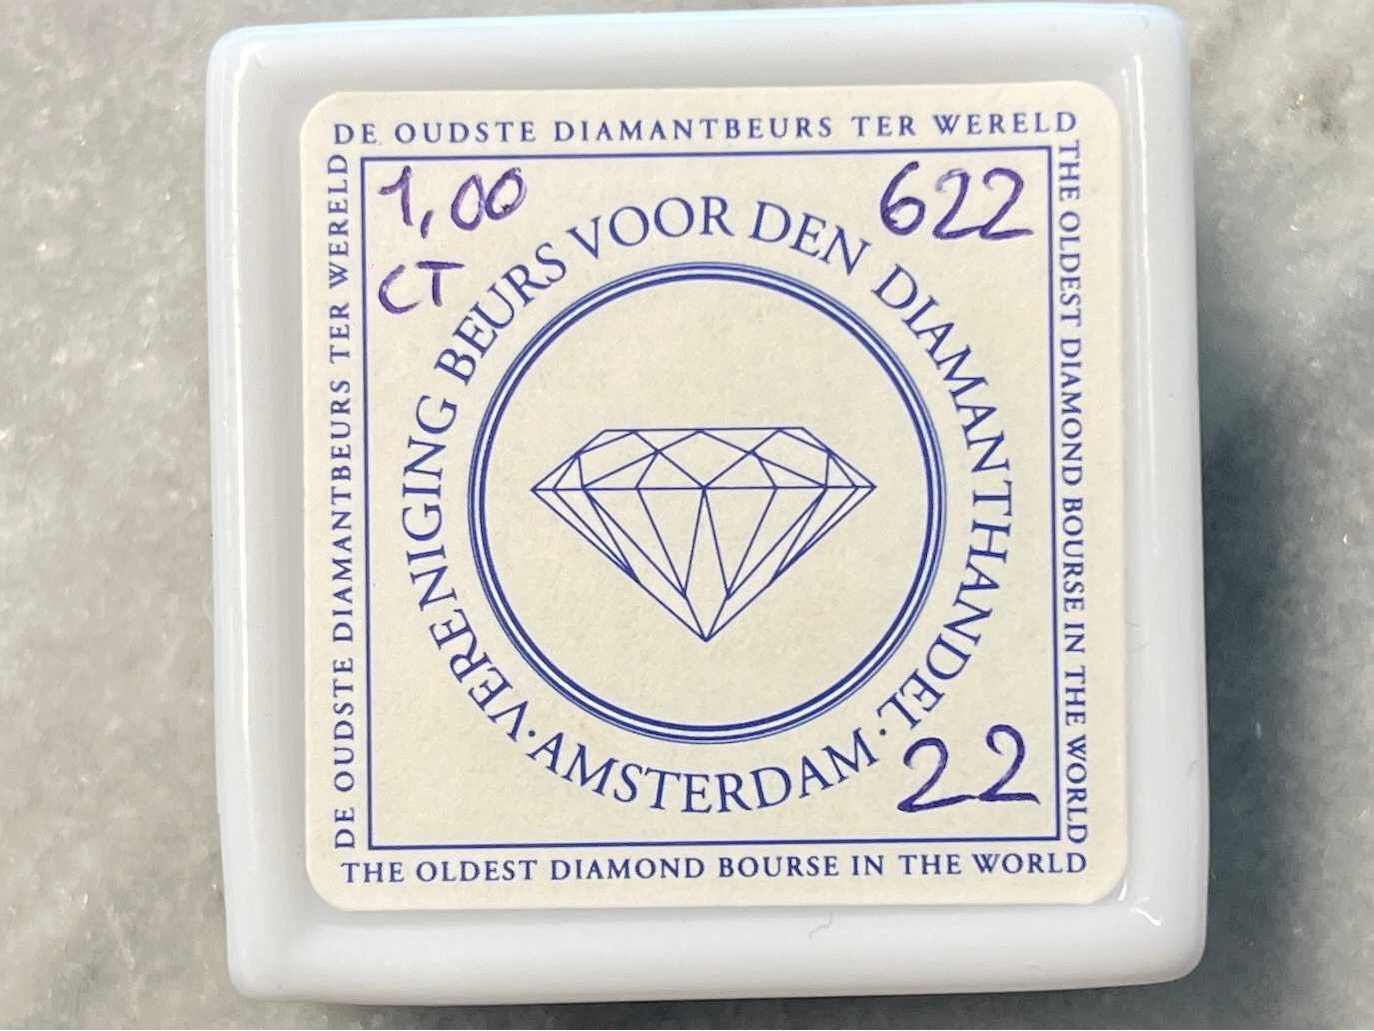 DE OUDSTE DIAMANTBEURS TER WERELD
THE OLDEST DIAMOND BOURSE IN THE WORLD
DE OUDSTE DIAMANTBEURS TER WERELD
1,00
CT
622
VERENIGING BEURS VOOR DEN DIAMANTHANDEL
·AMSTERDAM·
22
THE OLDEST DIAMOND BOURSE IN THE WORLD